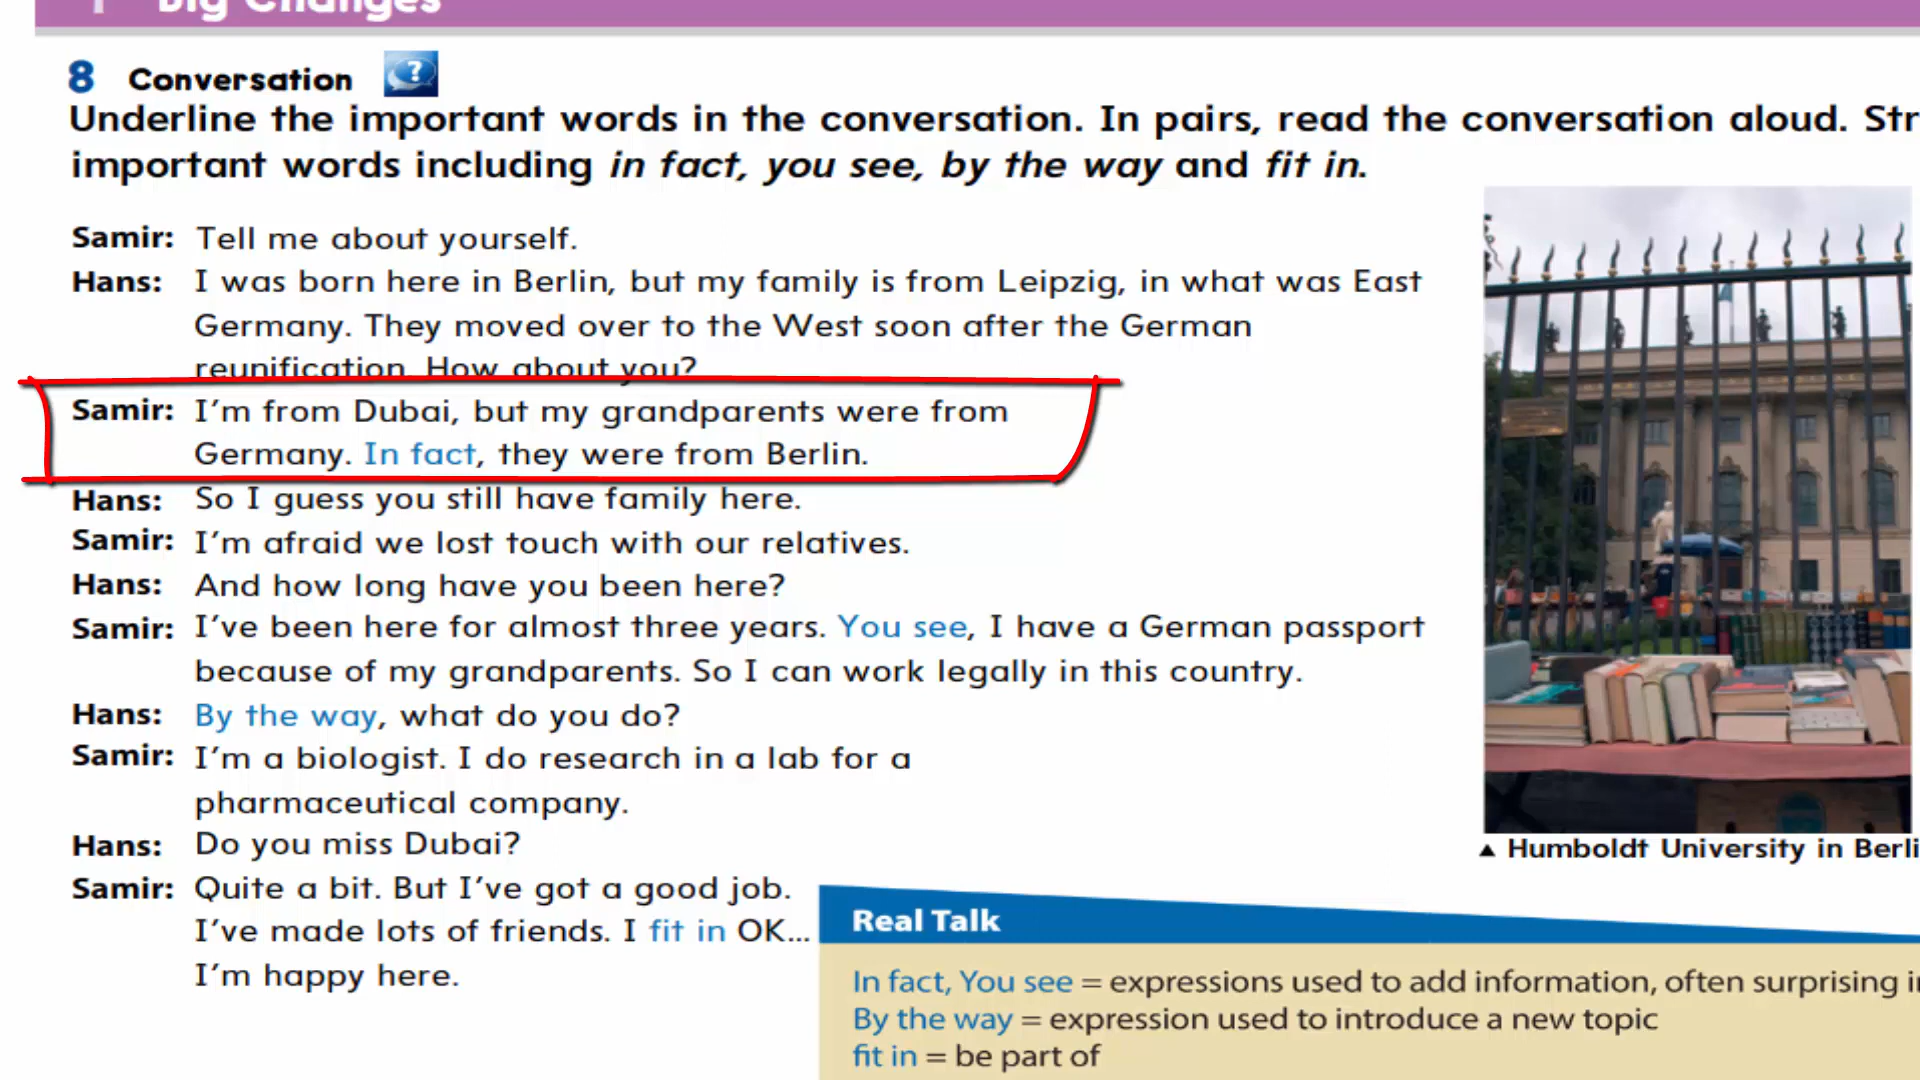 Big Changes
8 Conversation
Underline the important words in the conversation. In pairs, read the conversation aloud.
important words including in fact, you see, by the way and fit in.
Samir: Tell me about yourself.
Hans: I was born here in Berlin, but my family is from Leipzig, in what was East
Germany. They moved over to the West soon after the German
reunification. How about you?
Samir: I'm from Dubai, but my grandparents were from
Germany. In fact, they were from Berlin.
Hans: So I guess you still have family here.
Samir: I'm afraid we lost touch with our relatives.
Hans: And how long have you been here?
Samir: I've been here for almost three years. You see, I have a German passport
because of my grandparents. So I can work legally in this country.
Hans: By the way, what do you do?
Samir: I'm a biologist. I do research in a lab for a
pharmaceutical company.
Hans: Do you miss Dubai?
Samir: Quite a bit. But I've got a good job.
I've made lots of friends. I fit in OK...
I'm happy here.
▲ Humboldt University in Berli
Real Talk
In fact, You see = expressions used to add information, often surprising
By the way = expression used to introduce a new topic
fit in = be part of